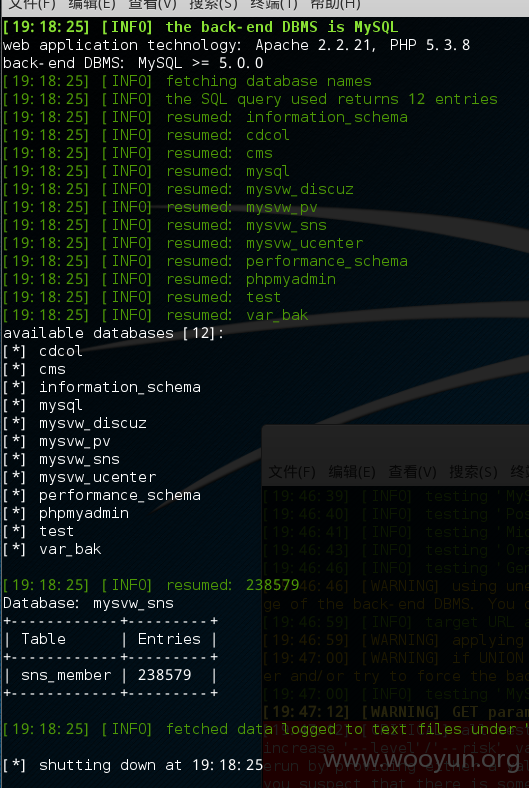 文件(F) 编辑(E) 查看(V) 搜索(S) 终端(T) 帮助(H)
[19:18:25] [INFO] the back-end DBMS is MySQL
web application technology: Apache 2.2.21, PHP 5.3.8
back-end DBMS: MySQL >= 5.0.0
[19:18:25] [INFO] fetching database names
[19:18:25] [INFO] the SQL query used returns 12 entries
[19:18:25] [INFO] resumed: information_schema
[19:18:25] [INFO] resumed: cdcol
[19:18:25] [INFO] resumed: cms
[19:18:25] [INFO] resumed: mysql
[19:18:25] [INFO] resumed: mysvw_discuz
[19:18:25] [INFO] resumed: mysvw_pv
[19:18:25] [INFO] resumed: mysvw_sns
[19:18:25] [INFO] resumed: mysvw_ucenter
[19:18:25] [INFO] resumed: performance_schema
[19:18:25] [INFO] resumed: phpmyadmin
[19:18:25] [INFO] resumed: test
[19:18:25] [INFO] resumed: var_bak
available databases [12]:
[*] cdcol
[*] cms
[*] information_schema
[*] mysql
[*] mysvw_discuz
[*] mysvw_pv
[*] mysvw_sns
[*] mysvw_ucenter
[*] performance_schema
[*] phpmyadmin
[*] test
[*] var_bak
[19:18:25] [INFO] resumed: 238579
Database: mysvw_sns
+------------+---------+
| Table | Entries |
+------------+---------+
| sns_member | 238579 |
+------------+---------+
[19:18:25] [INFO] fetched data logged to text files under '
[*] shutting down at 19:18:25
文件(F) 编辑(E) 查看(V) 搜索(S)
[19:46:39] [INFO] testing 'MyS
[19:46:40] [INFO] testing 'Pos
[19:46:41] [INFO] testing 'Mic
[19:46:43] [INFO] testing 'Or
[19:46:46] [INFO] testing 'Gen
[WARNING] using un
ge of the back-end DBMS. You
[19:46:59] [INFO] target URL
[19:46:59] [WARNING] applying
[19:47:00] [WARNING] if UNION
er and/or try to force the bac
[19:47:00] [INFO] testing 'My
[19:47:12] [WARNING] GET param
increase '--level'/'--risk' va
rerun by providing
you suspect that there is some
www.wooyun.org